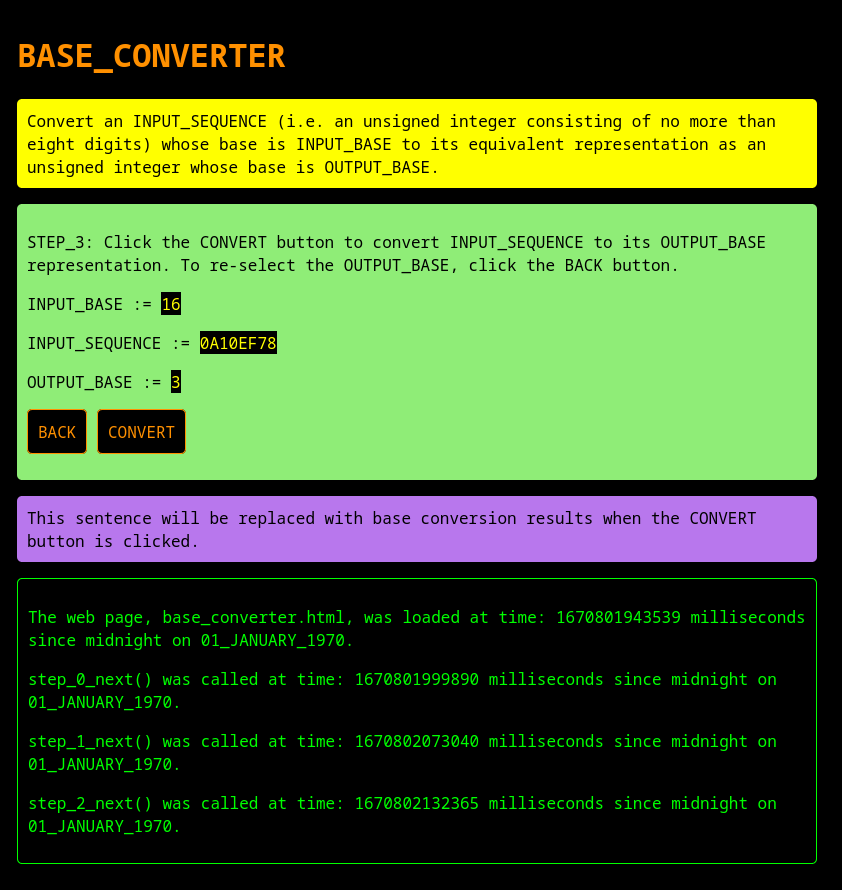 BASE_CONVERTER
Convert an INPUT_SEQUENCE (i.e. an unsigned integer consisting of no more than
eight digits) whose base is INPUT_BASE to its equivalent representation as an
unsigned integer whose base is OUTPUT_BASE.
STEP_3: Click the CONVERT button to convert INPUT_SEQUENCE to its OUTPUT_BASE
representation. To re-select the OUTPUT_BASE, click the BACK button.
INPUT_BASE := 16
INPUT_SEQUENCE := 0A10EF78
OUTPUT_BASE := 3
BACK CONVERT
This sentence will be replaced with base conversion results when the CONVERT
button is clicked.
The web page, base_converter.html, was loaded at time: 1670801943539 milliseconds
since midnight on 01_JANUARY_1970.
step_0_next() was called at time: 1670801999890 milliseconds since midnight on
01_JANUARY_1970.
step_1_next() was called at time: 1670802073040 milliseconds since midnight on
01_JANUARY_1970.
step_2_next() was called at time: 1670802132365 milliseconds since midnight on
01_JANUARY_1970.